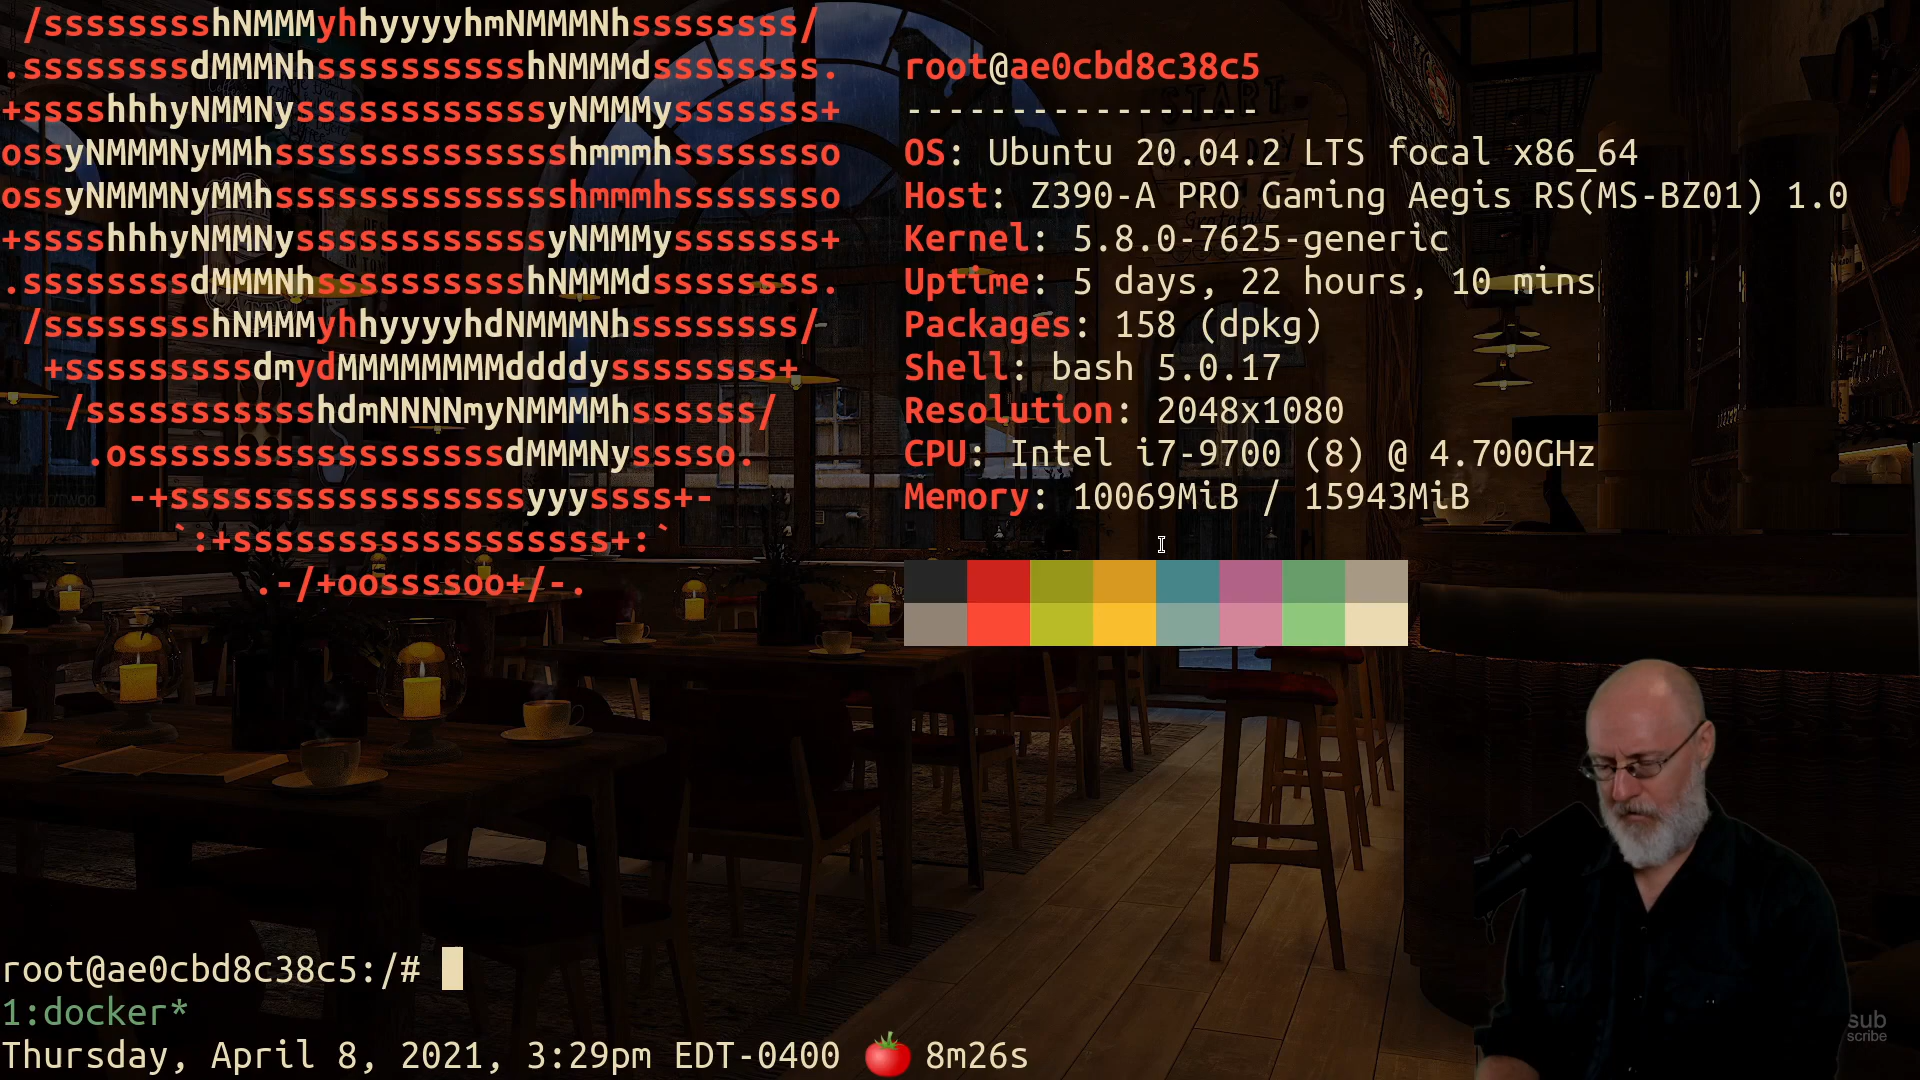 /sssssssshNMMMyhhyyyyhmNMMMNhssssssss/
.ssssssssdMMMNhsssssssssshNMMMdssssssss.
+sssshhhyNMMNyssssssssssssyNMMMysssssss+
ossyNMMMNyMMhsssssssssssssshmmmhssssssso
ossyNMMMNyMMhsssssssssssssshmmmhssssssso
+sssshhhyNMMNyssssssssssssyNMMMysssssss+
.ssssssssdMMMNhsssssssssshNMMMdssssssss.
/sssssssshNMMMyhhyyyyhdNMMMNhssssssss/
+sssssssssdmydMMMMMMMMddddyssssssss+
/ssssssssssshdmNNNNmyNMMMMhssssss/
.ossssssssssssssssssdMMMNysssso.
-+sssssssssssssssssyyyssss+-
`:+ssssssssssssssssss+:`
.-/+oossssoo+/-.
root@ae0cbd8c38c5
-----------------
OS: Ubuntu 20.04.2 LTS focal x86_64
Host: Z390-A PRO Gaming Aegis RS(MS-BZ01) 1.0
Kernel: 5.8.0-7625-generic
Uptime: 5 days, 22 hours, 10 mins
Packages: 158 (dpkg)
Shell: bash 5.0.17
Resolution: 2048x1080
CPU: Intel i7-9700 (8) @ 4.700GHz
Memory: 10069MiB / 15943MiB
root@ae0cbd8c38c5:/#
1:docker*
Thursday, April 8, 2021, 3:29pm EDT-0400 🍅 8m26s
sub
scribe